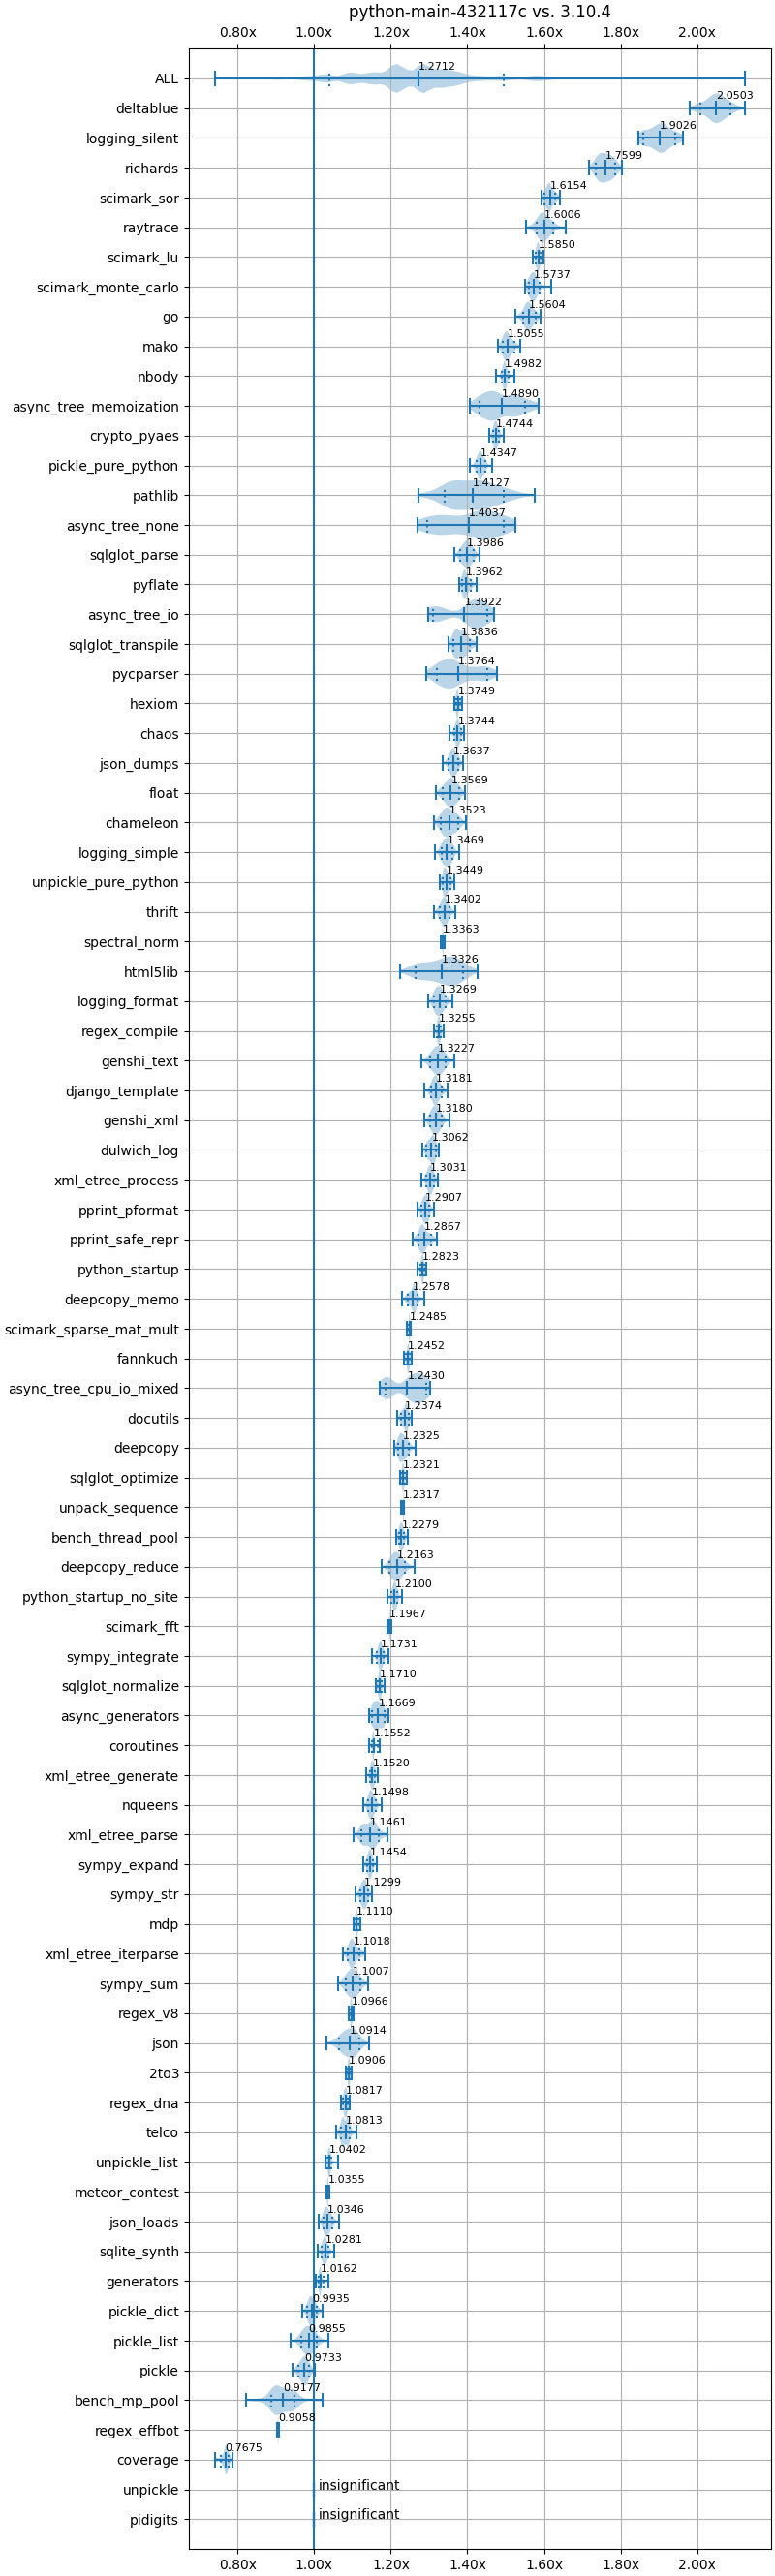 python-main-432117c vs. 3.10.4
0.80x 1.00x 1.20x 1.40x 1.60x 1.80x 2.00x
ALL 1.2712
deltablue 2.0503
logging_silent 1.9026
richards 1.7599
scimark_sor 1.6154
raytrace 1.6006
scimark_lu 1.5850
scimark_monte_carlo 1.5737
go 1.5604
mako 1.5055
nbody 1.4982
async_tree_memoization 1.4890
crypto_pyaes 1.4744
pickle_pure_python 1.4347
pathlib 1.4127
async_tree_none 1.4037
sqlglot_parse 1.3986
pyflate 1.3962
async_tree_io 1.3922
sqlglot_transpile 1.3836
pycparser 1.3764
hexiom 1.3749
chaos 1.3744
json_dumps 1.3637
float 1.3569
chameleon 1.3523
logging_simple 1.3469
unpickle_pure_python 1.3449
thrift 1.3402
spectral_norm 1.3363
html5lib 1.3326
logging_format 1.3269
regex_compile 1.3255
genshi_text 1.3227
django_template 1.3181
genshi_xml 1.3180
dulwich_log 1.3062
xml_etree_process 1.3031
pprint_pformat 1.2907
pprint_safe_repr 1.2867
python_startup 1.2823
deepcopy_memo 1.2578
scimark_sparse_mat_mult 1.2485
fannkuch 1.2452
async_tree_cpu_io_mixed 1.2430
docutils 1.2374
deepcopy 1.2325
sqlglot_optimize 1.2321
unpack_sequence 1.2317
bench_thread_pool 1.2279
deepcopy_reduce 1.2163
python_startup_no_site 1.2100
scimark_fft 1.1967
sympy_integrate 1.1731
sqlglot_normalize 1.1710
async_generators 1.1669
coroutines 1.1552
xml_etree_generate 1.1520
nqueens 1.1498
xml_etree_parse 1.1461
sympy_expand 1.1454
sympy_str 1.1299
mdp 1.1110
xml_etree_iterparse 1.1018
sympy_sum 1.1007
regex_v8 1.0966
json 1.0914
2to3 1.0906
regex_dna 1.0817
telco 1.0813
unpickle_list 1.0402
meteor_contest 1.0355
json_loads 1.0346
sqlite_synth 1.0281
generators 1.0162
pickle_dict 0.9935
pickle_list 0.9855
pickle 0.9733
bench_mp_pool 0.9177
regex_effbot 0.9058
coverage 0.7675
unpickle insignificant
pidigits insignificant
0.80x 1.00x 1.20x 1.40x 1.60x 1.80x 2.00x